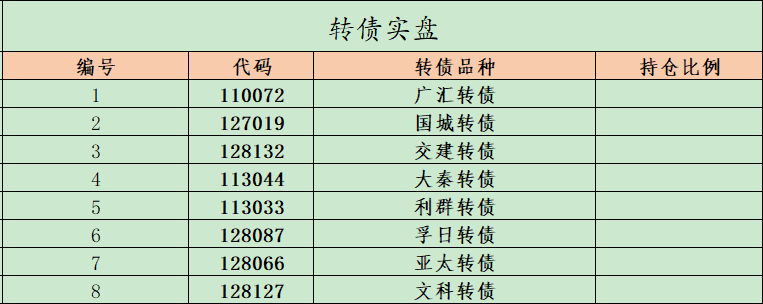 转债实盘
编号 代码 转债品种 持仓比例
1 110072 广汇转债
2 127019 国城转债
3 128132 交建转债
4 113044 大秦转债
5 113033 利群转债
6 128087 孚日转债
7 128066 亚太转债
8 128127 文科转债